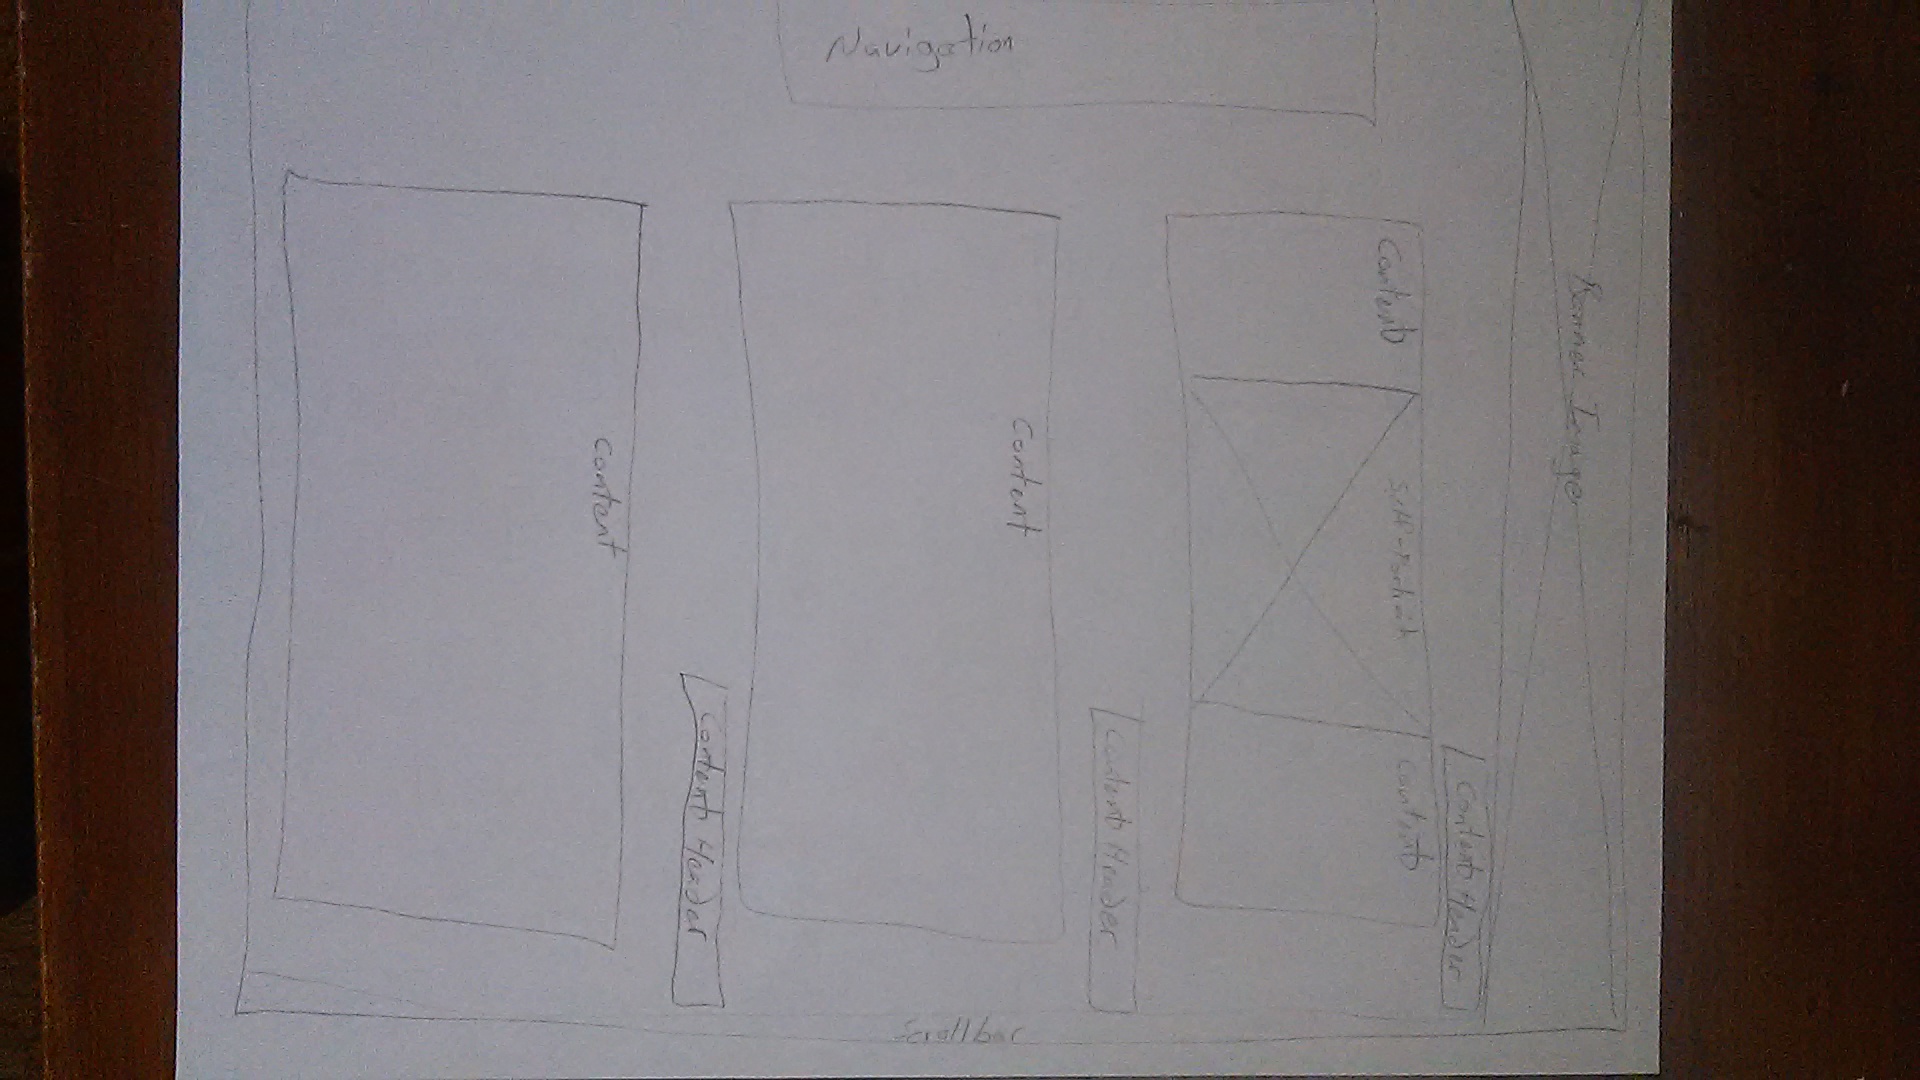 Banner Image
Content Header
Content
Self-Portrait
Content
Navigation
Content Header
Content
Content Header
Content
Scrollbar